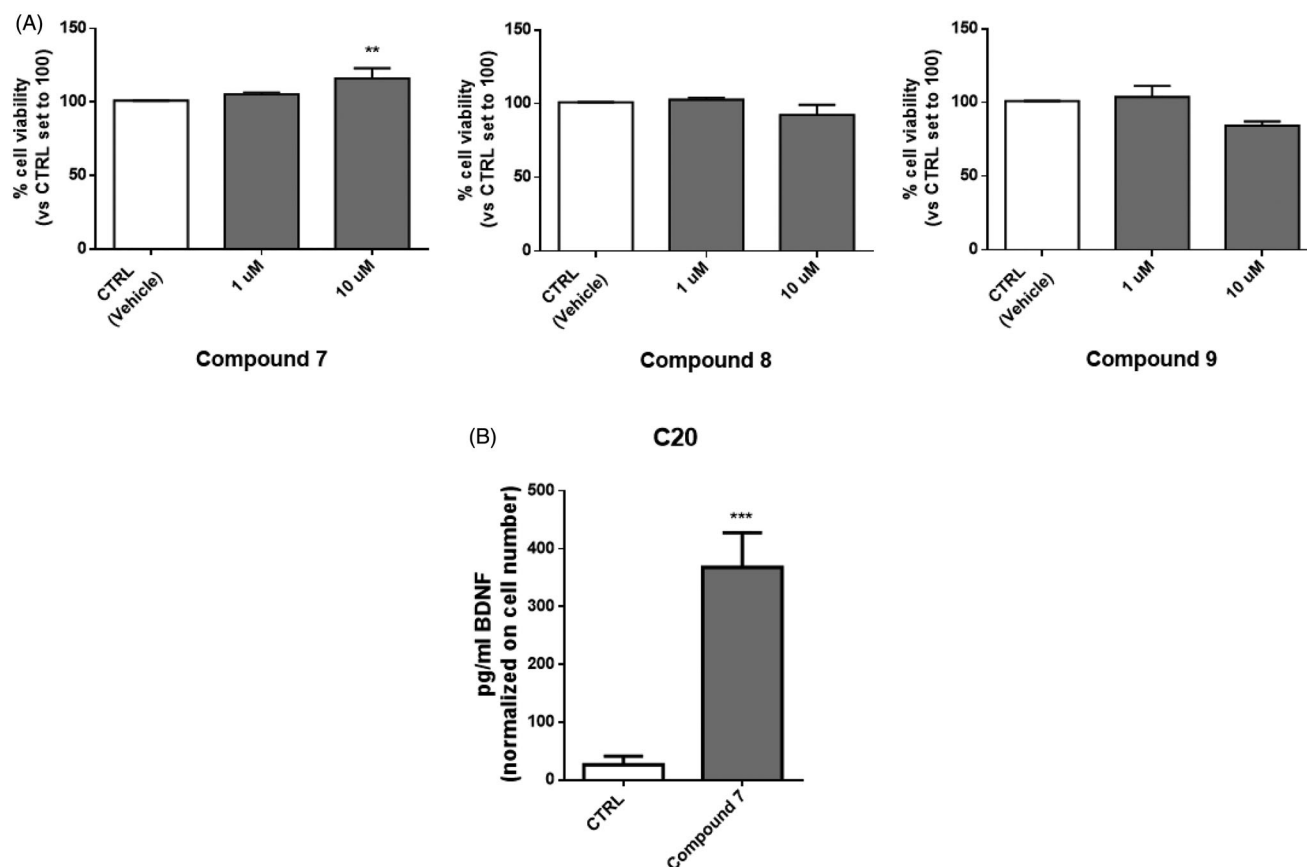 (A)
% cell viability
(vs CTRL set to 100)
150
100
50
0
**
CTRL
(Vehicle)
1 uM
10 uM
Compound 7
% cell viability
(vs CTRL set to 100)
150
100
50
0
CTRL
(Vehicle)
1 uM
10 uM
Compound 8
% cell viability
(vs CTRL set to 100)
150
100
50
0
CTRL
(Vehicle)
1 uM
10 uM
Compound 9
(B)
C20
pg/ml BDNF
(normalized on cell number)
500
400
300
200
100
0
***
CTRL
Compound 7